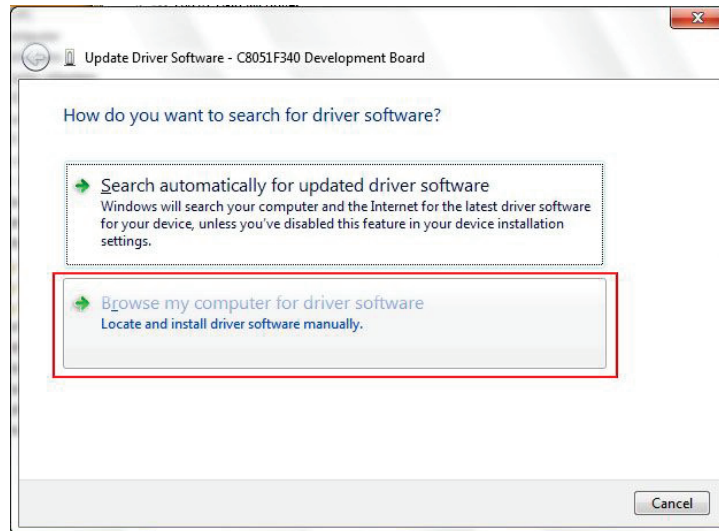 Update Driver Software - C8051F340 Development Board
How do you want to search for driver software?
Search automatically for updated driver software
Windows will search your computer and the Internet for the latest driver software
for your device, unless you've disabled this feature in your device installation
settings.
Browse my computer for driver software
Locate and install driver software manually.
Cancel